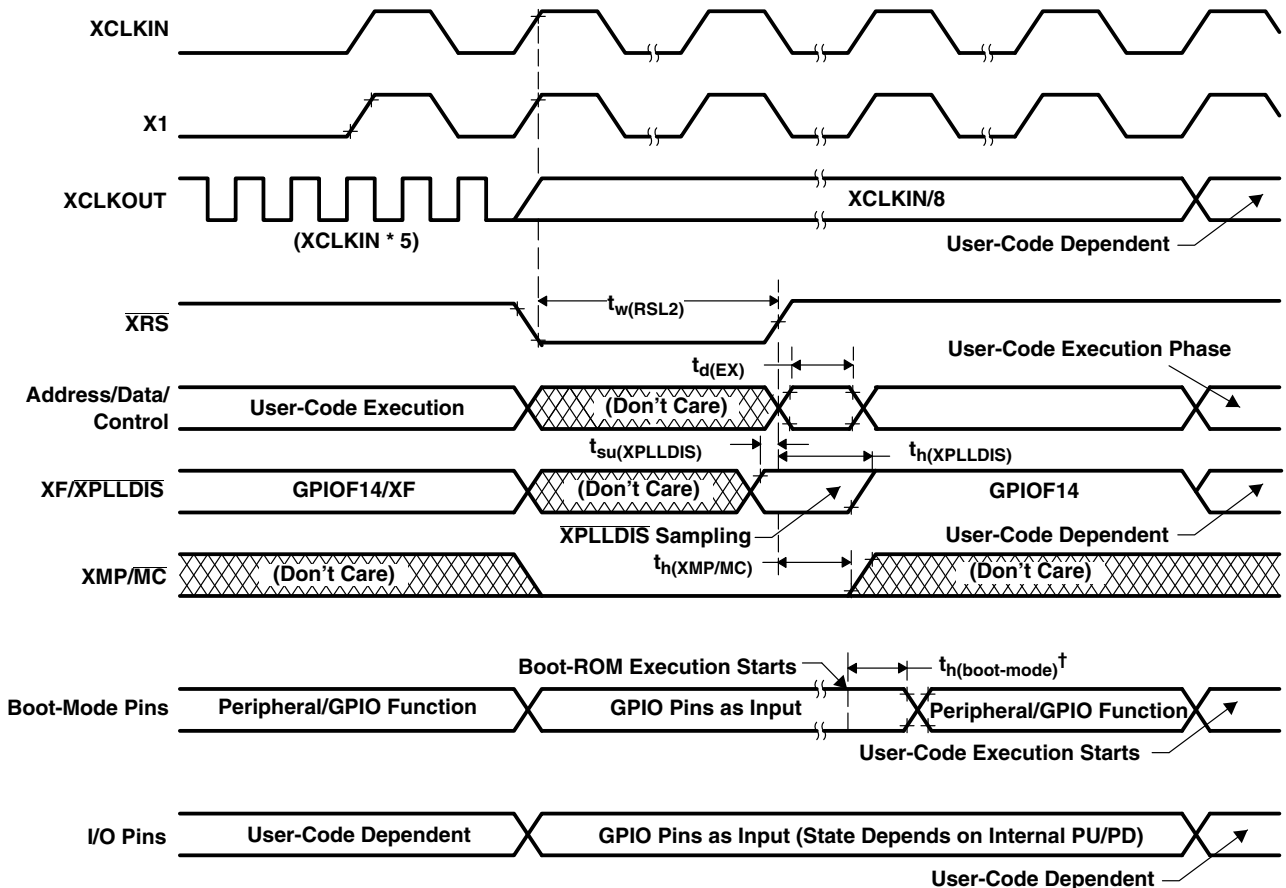 XCLKIN
X1
XCLKOUT
XCLKIN/8
(XCLKIN * 5)
User-Code Dependent
tw(RSL2)
XRS
User-Code Execution Phase
td(EX)
Address/Data/
Control
User-Code Execution
(Don't Care)
tsu(XPLLDIS)
th(XPLLDIS)
XF/XPLLDIS
GPIOF14/XF
(Don't Care)
GPIOF14
XPLLDIS Sampling
User-Code Dependent
th(XMP/MC)
XMP/MC
(Don't Care)
(Don't Care)
Boot-ROM Execution Starts
th(boot-mode)†
Boot-Mode Pins
Peripheral/GPIO Function
GPIO Pins as Input
Peripheral/GPIO Function
User-Code Execution Starts
I/O Pins
User-Code Dependent
GPIO Pins as Input (State Depends on Internal PU/PD)
User-Code Dependent